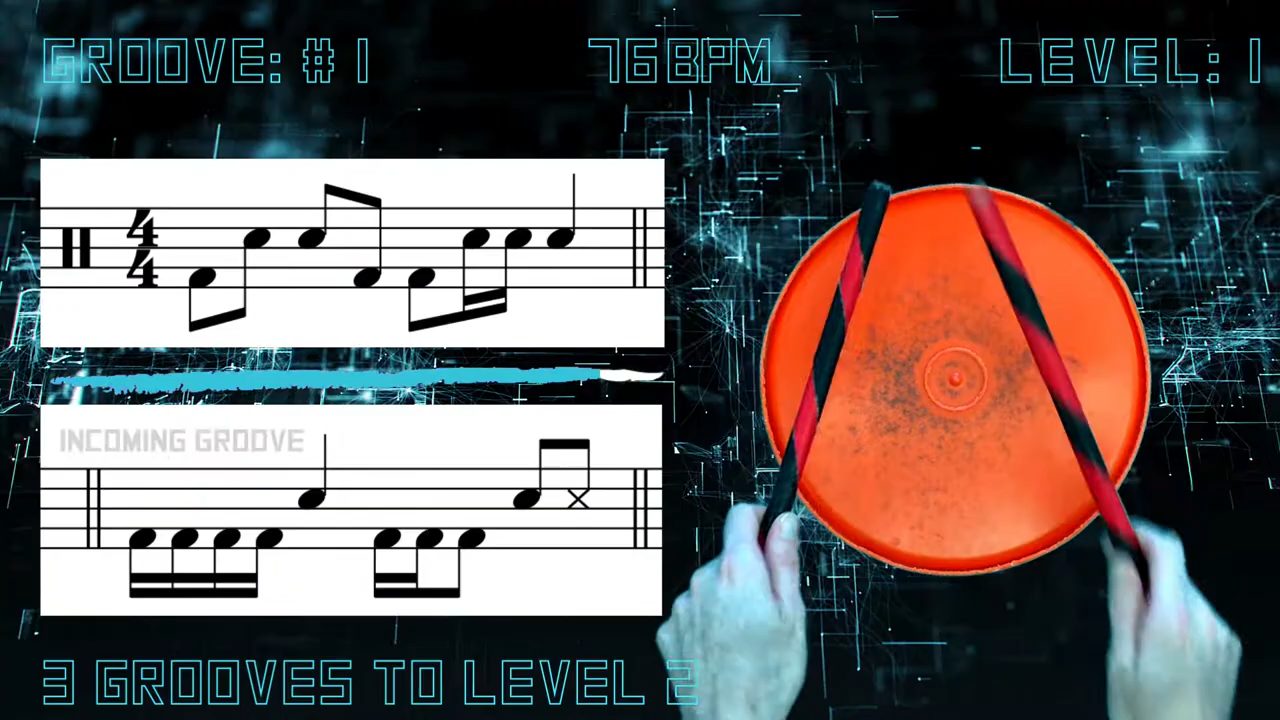 GROOVE: # 1
76BPM
LEVEL: 1
4
4
INCOMING GROOVE
3 GROOVES TO LEVEL 2